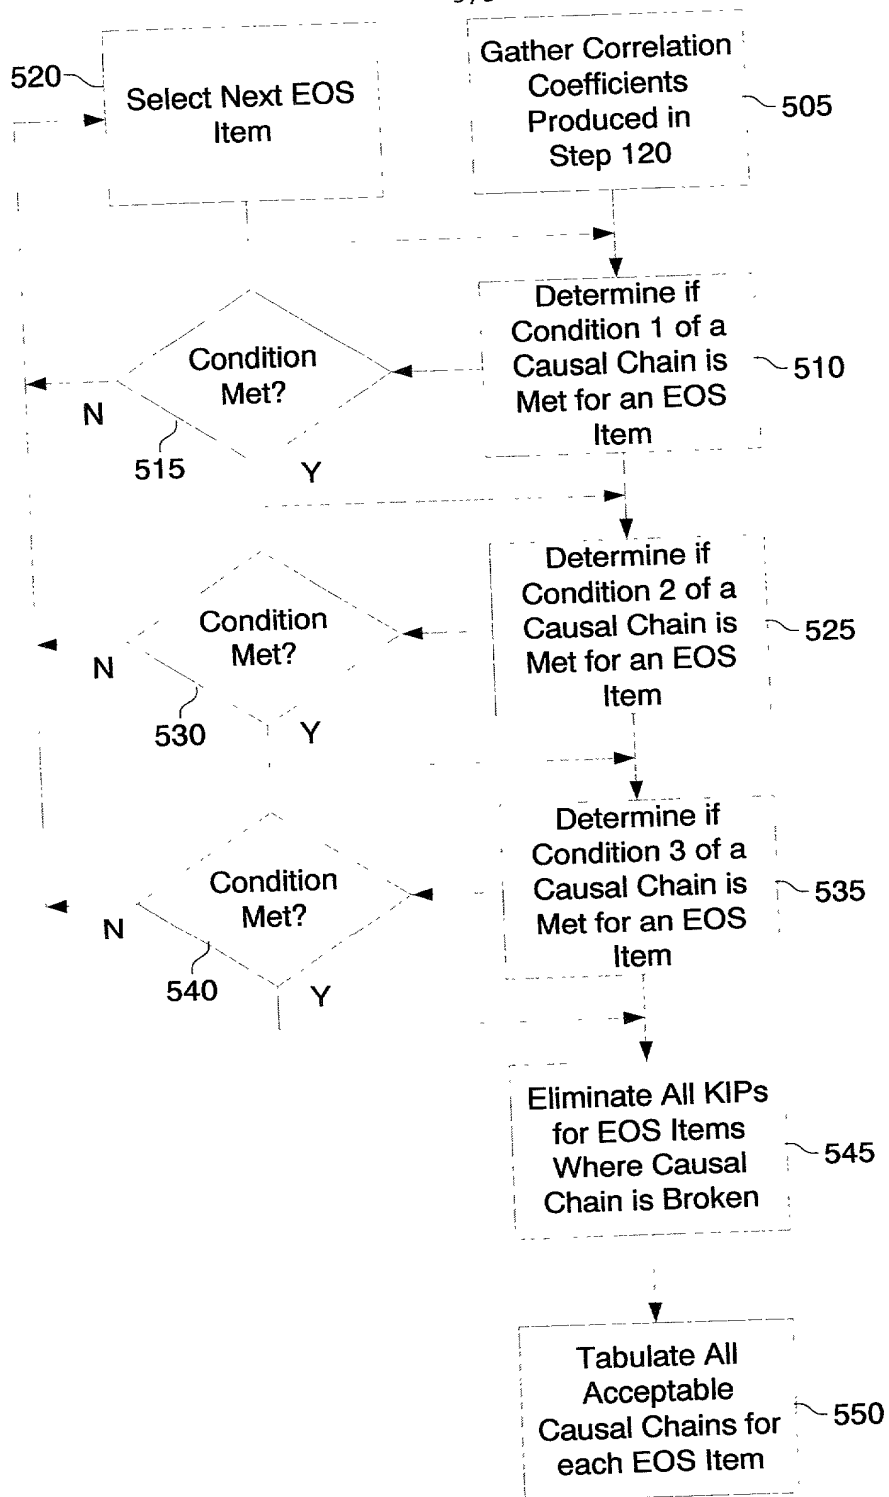 520
Select Next EOS
Item
Gather Correlation
Coefficients
Produced in
Step 120
505
Condition
Met?
N
515
Y
Determine if
Condition 1 of a
Causal Chain is
Met for an EOS
Item
510
Condition
Met?
N
530
Y
Determine if
Condition 2 of a
Causal Chain is
Met for an EOS
Item
525
Condition
Met?
N
540
Y
Determine if
Condition 3 of a
Causal Chain is
Met for an EOS
Item
535
Eliminate All KIPs
for EOS Items
Where Causal
Chain is Broken
545
Tabulate All
Acceptable
Causal Chains for
each EOS Item
550